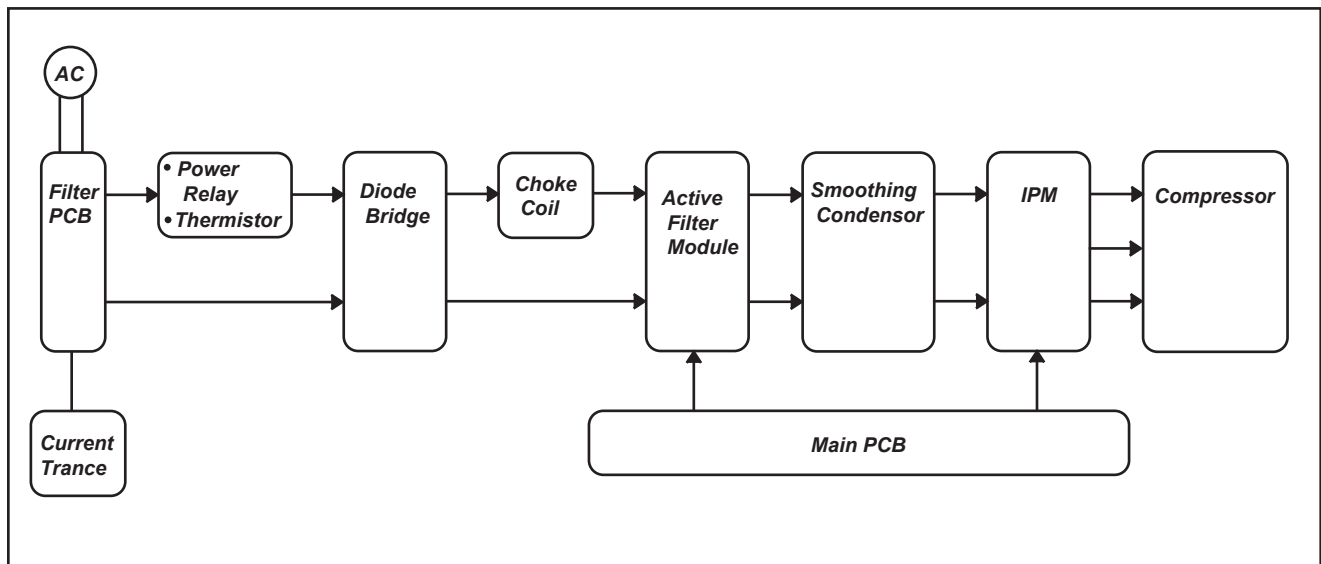 AC
Filter
PCB
• Power
Relay
• Thermistor
Diode
Bridge
Choke
Coil
Active
Filter
Module
Smoothing
Condensor
IPM
Compressor
Current
Trance
Main PCB